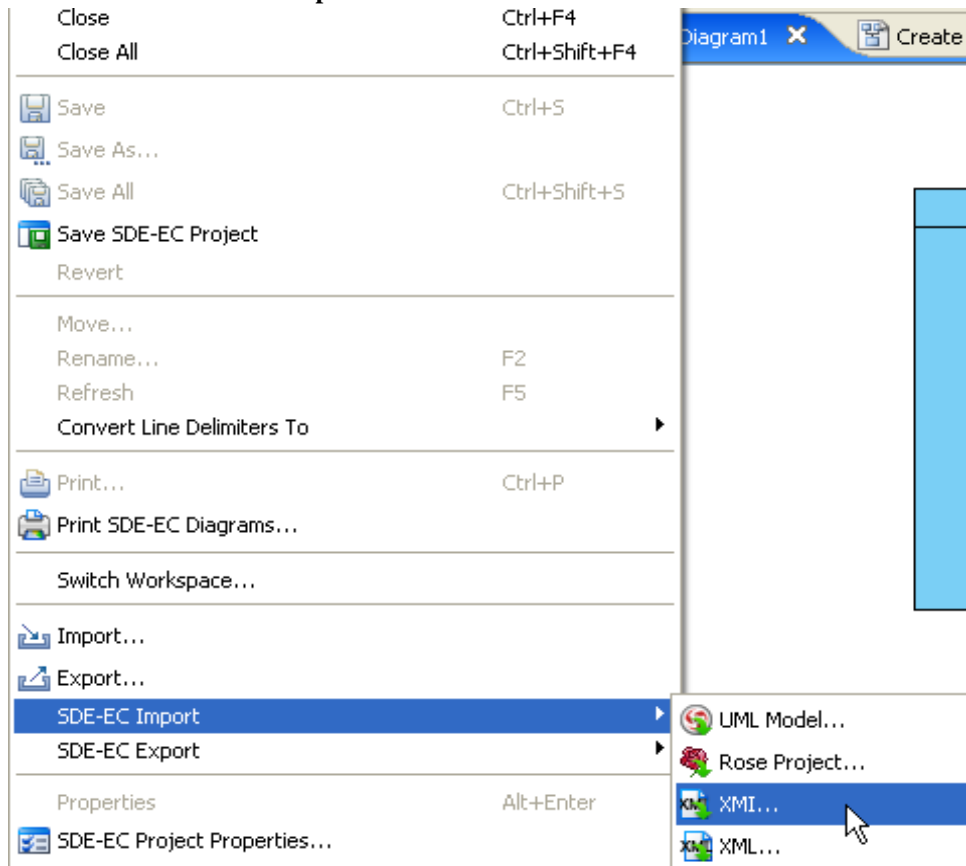 Close Ctrl+F4
Close All Ctrl+Shift+F4
Diagram1 Create
Save Ctrl+S
Save As...
Save All Ctrl+Shift+S
Save SDE-EC Project
Revert
Move...
Rename... F2
Refresh F5
Convert Line Delimiters To
Print... Ctrl+P
Print SDE-EC Diagrams...
Switch Workspace...
Import...
Export...
SDE-EC Import
SDE-EC Export
UML Model...
Rose Project...
XMI...
XML...
Properties Alt+Enter
SDE-EC Project Properties...